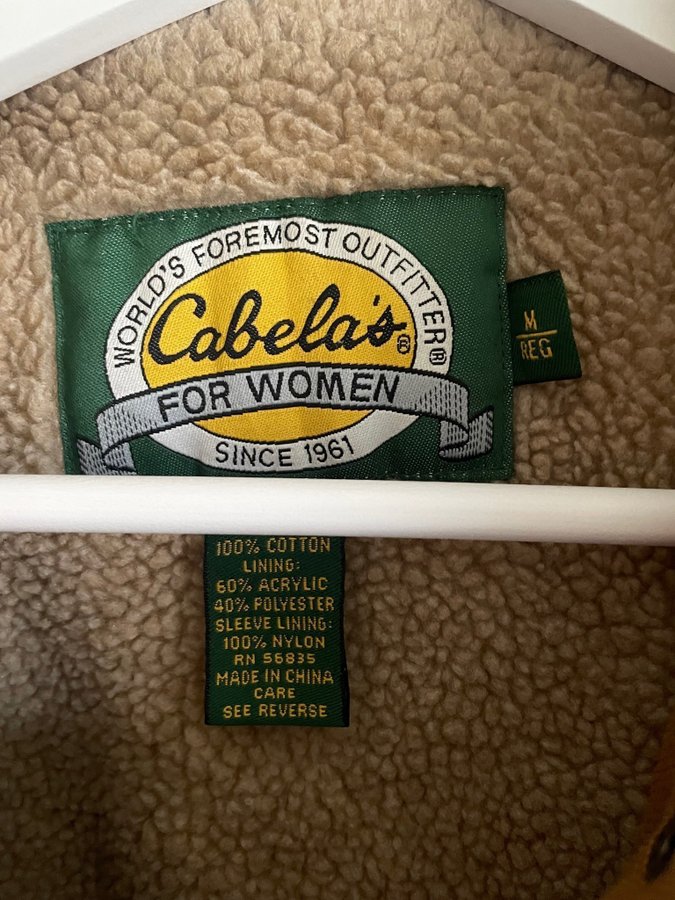 WORLD'S FOREMOST OUTFITTER®
Cabela's®
FOR WOMEN
SINCE 1961
M
REG
100% COTTON
LINING:
60% ACRYLIC
40% POLYESTER
SLEEVE LINING:
100% NYLON
RN 56835
MADE IN CHINA
CARE
SEE REVERSE